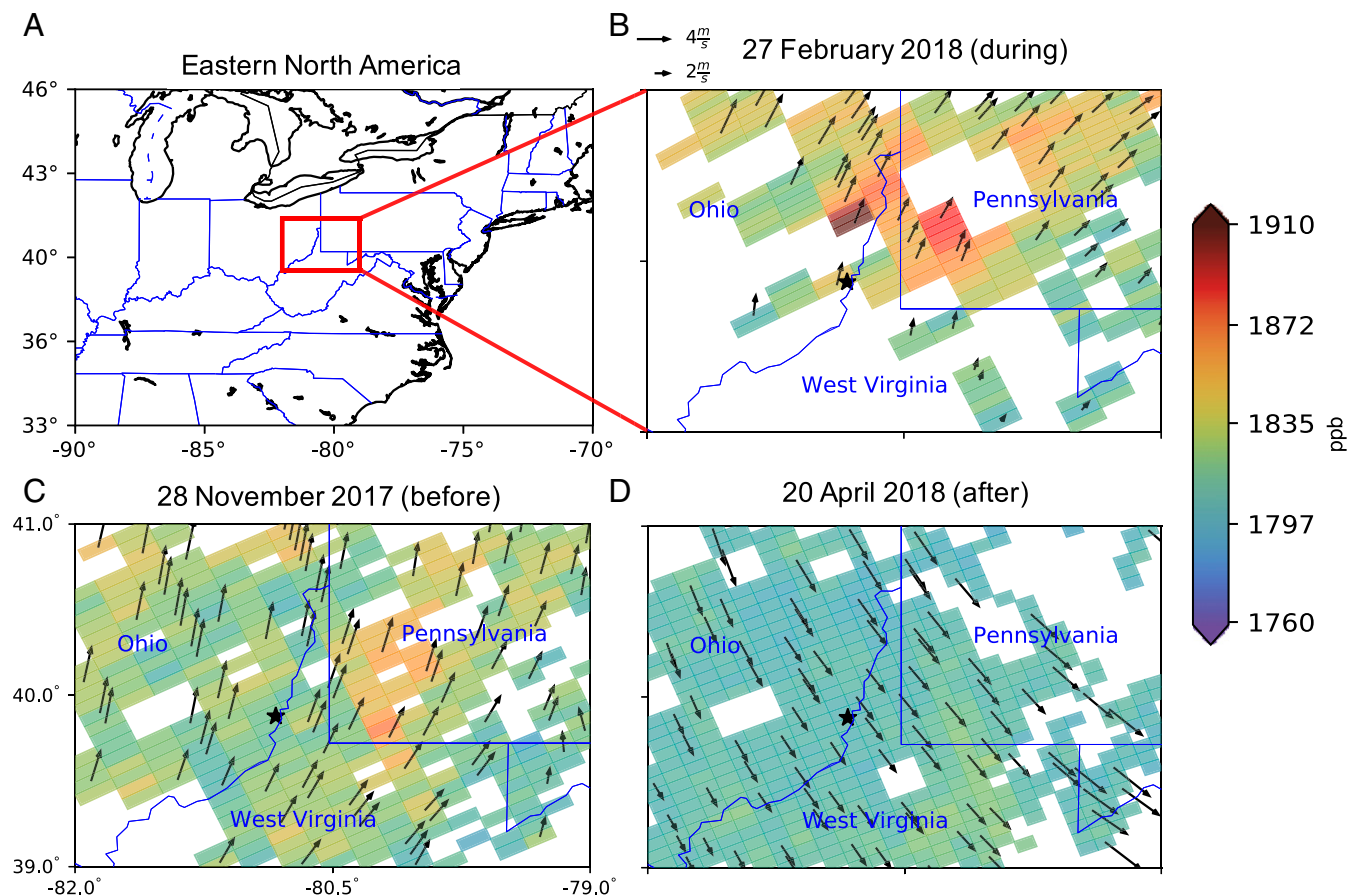 A
Eastern North America
46°
43°
40°
36°
33°
-90
-85
-80
-75
-70
B
4 m/s
2 m/s
27 February 2018 (during)
Ohio
Pennsylvania
West Virginia
1910
1872
1835
1797
1760
ppb
C
28 November 2017 (before)
41.0°
40.0°
39.0°
-82.0
-80.5
-79.0
Ohio
Pennsylvania
West Virginia
D
20 April 2018 (after)
Ohio
Pennsylvania
West Virginia